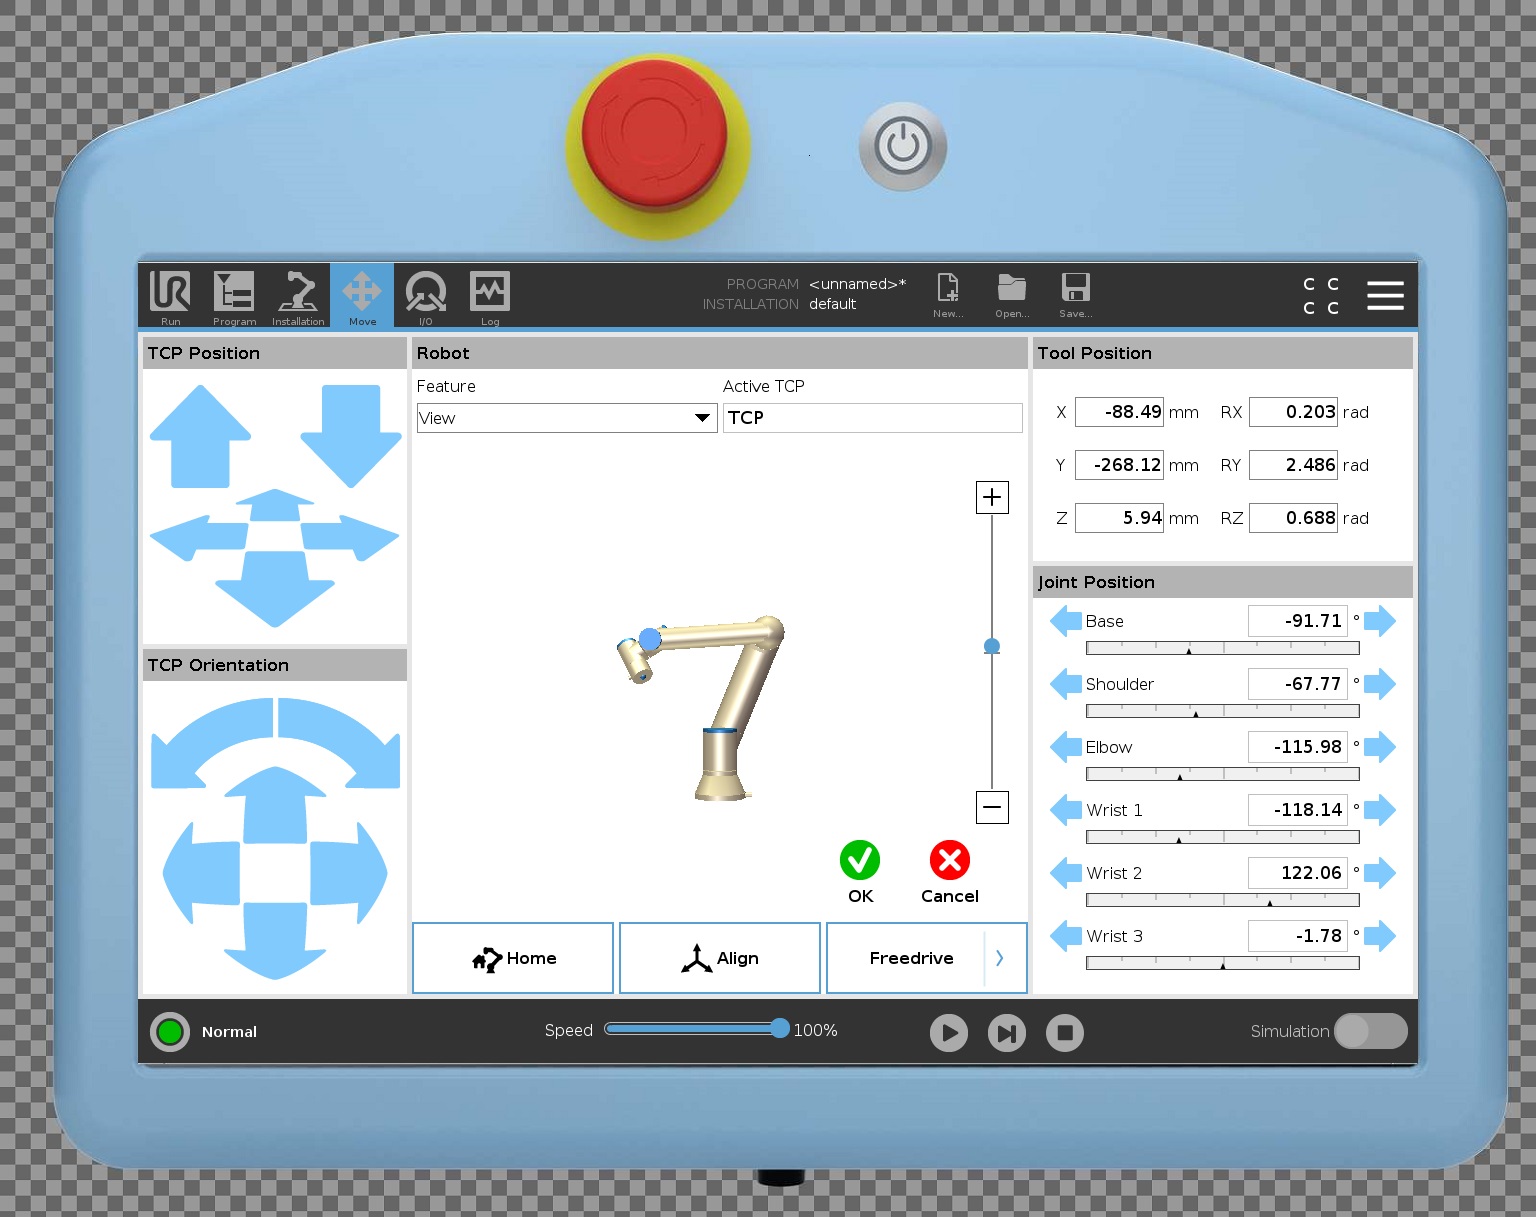 Run
Program
Installation
Move
I/O
Log
PROGRAM <unnamed>*
INSTALLATION default
New...
Open...
Save...
C C
C C
TCP Position
Robot
Tool Position
Feature
Active TCP
View
TCP
X -88.49 mm RX 0.203 rad
Y -268.12 mm RY 2.486 rad
Z 5.94 mm RZ 0.688 rad
Joint Position
Base -91.71 °
Shoulder -67.77 °
Elbow -115.98 °
Wrist 1 -118.14 °
Wrist 2 122.06 °
Wrist 3 -1.78 °
TCP Orientation
OK
Cancel
Home
Align
Freedrive
Normal
Speed 100%
Simulation